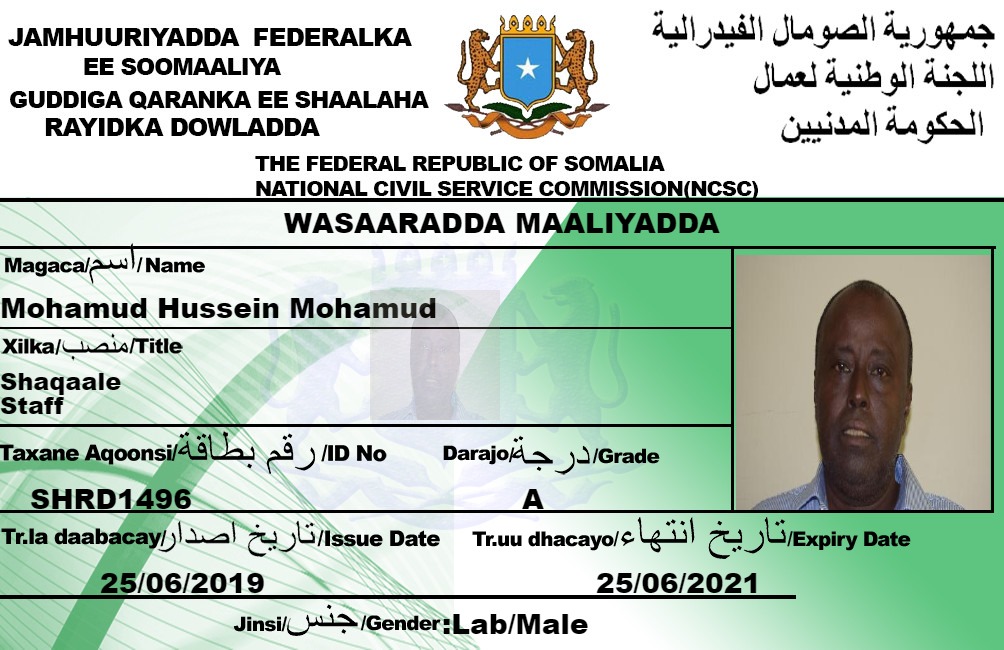 JAMHUURIYADDA FEDERALKA
EE SOOMAALIYA
GUDDIGA QARANKA EE SHAALAHA
RAYIDKA DOWLADDA
جمهورية الصومال الفيدرالية
اللجنة الوطنية لعمال
الحكومة المدنيين
THE FEDERAL REPUBLIC OF SOMALIA
NATIONAL CIVIL SERVICE COMMISSION(NCSC)
WASAARADDA MAALIYADDA
Magaca/اسم/Name
Mohamud Hussein Mohamud
Xilka/منصب/Title
Shaqaale
Staff
Taxane Aqoonsi/رقم بطاقة/ID No
SHRD1496
Darajo/درجة/Grade
A
Tr.la daabacay/تاريخ اصدار/Issue Date
25/06/2019
Tr.uu dhacayo/تاريخ انتهاء/Expiry Date
25/06/2021
Jinsi/جنس/Gender:Lab/Male